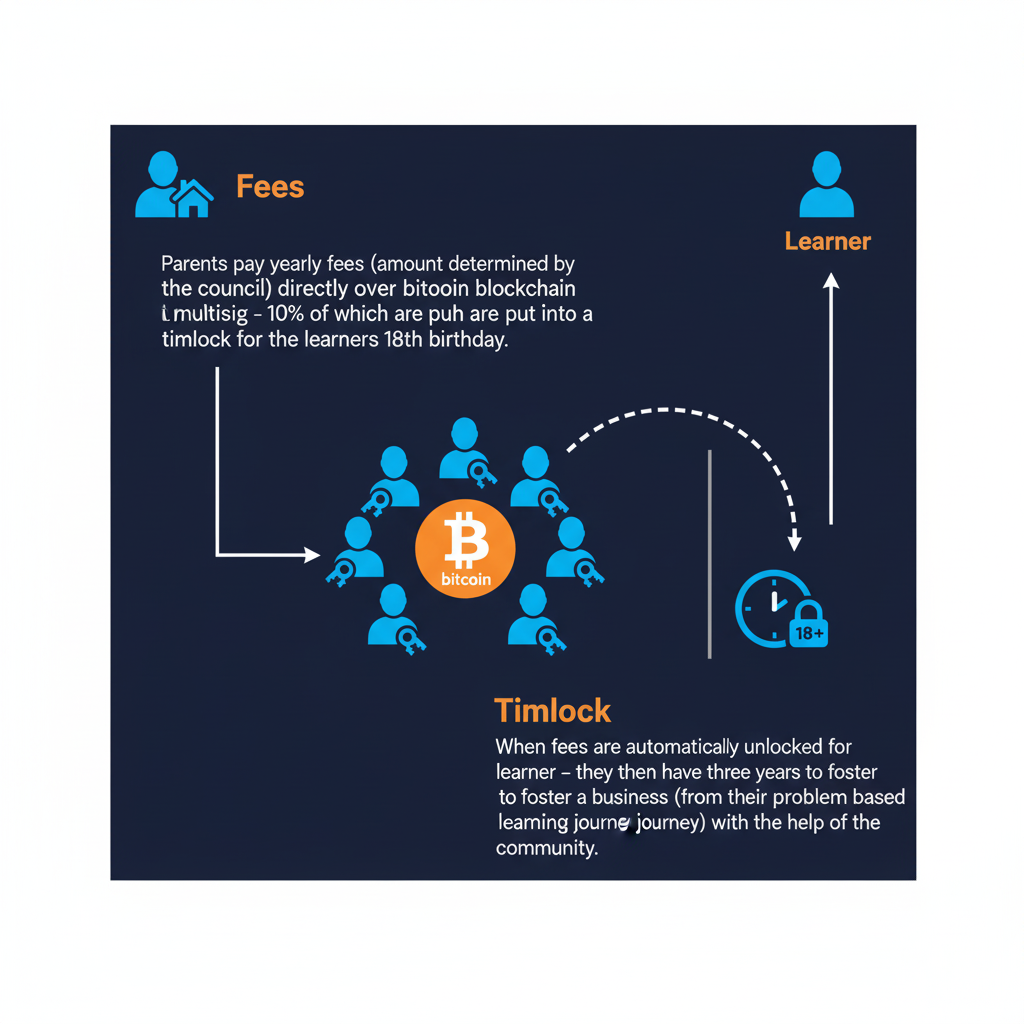 Fees
Learner
Parents pay yearly fees (amount determined by
the council) directly over bitooin blockchain
multisig – 10% of which are puh are put into a
timlock for the learners 18th birthday.
bitcoin
18+
Timlock
When fees are automatically unlocked for
learner – they then have three years to foster
to foster a business (from their problem based
leaming journe journey) with the help of the
community.